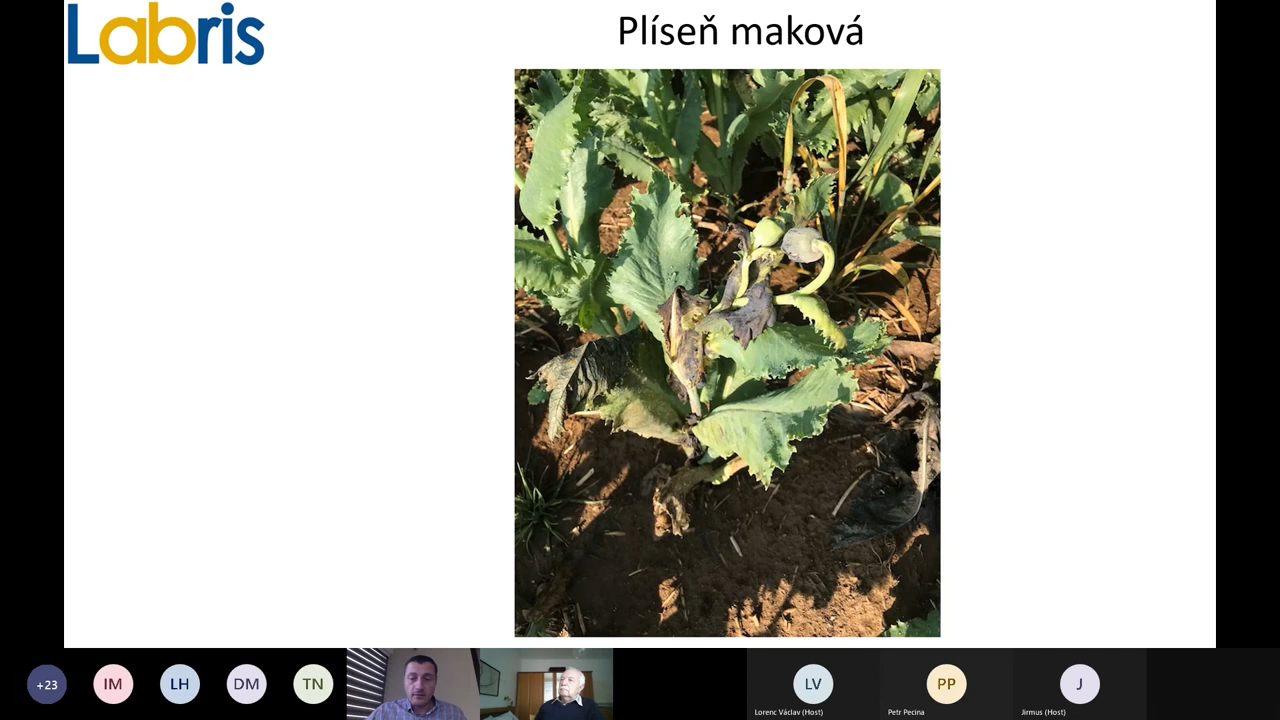 Labris
Plíseň maková
+23
IM
LH
DM
TN
LV
PP
J
Lorenc Václav (Host)
Petr Pecina
Jirmus (Host)